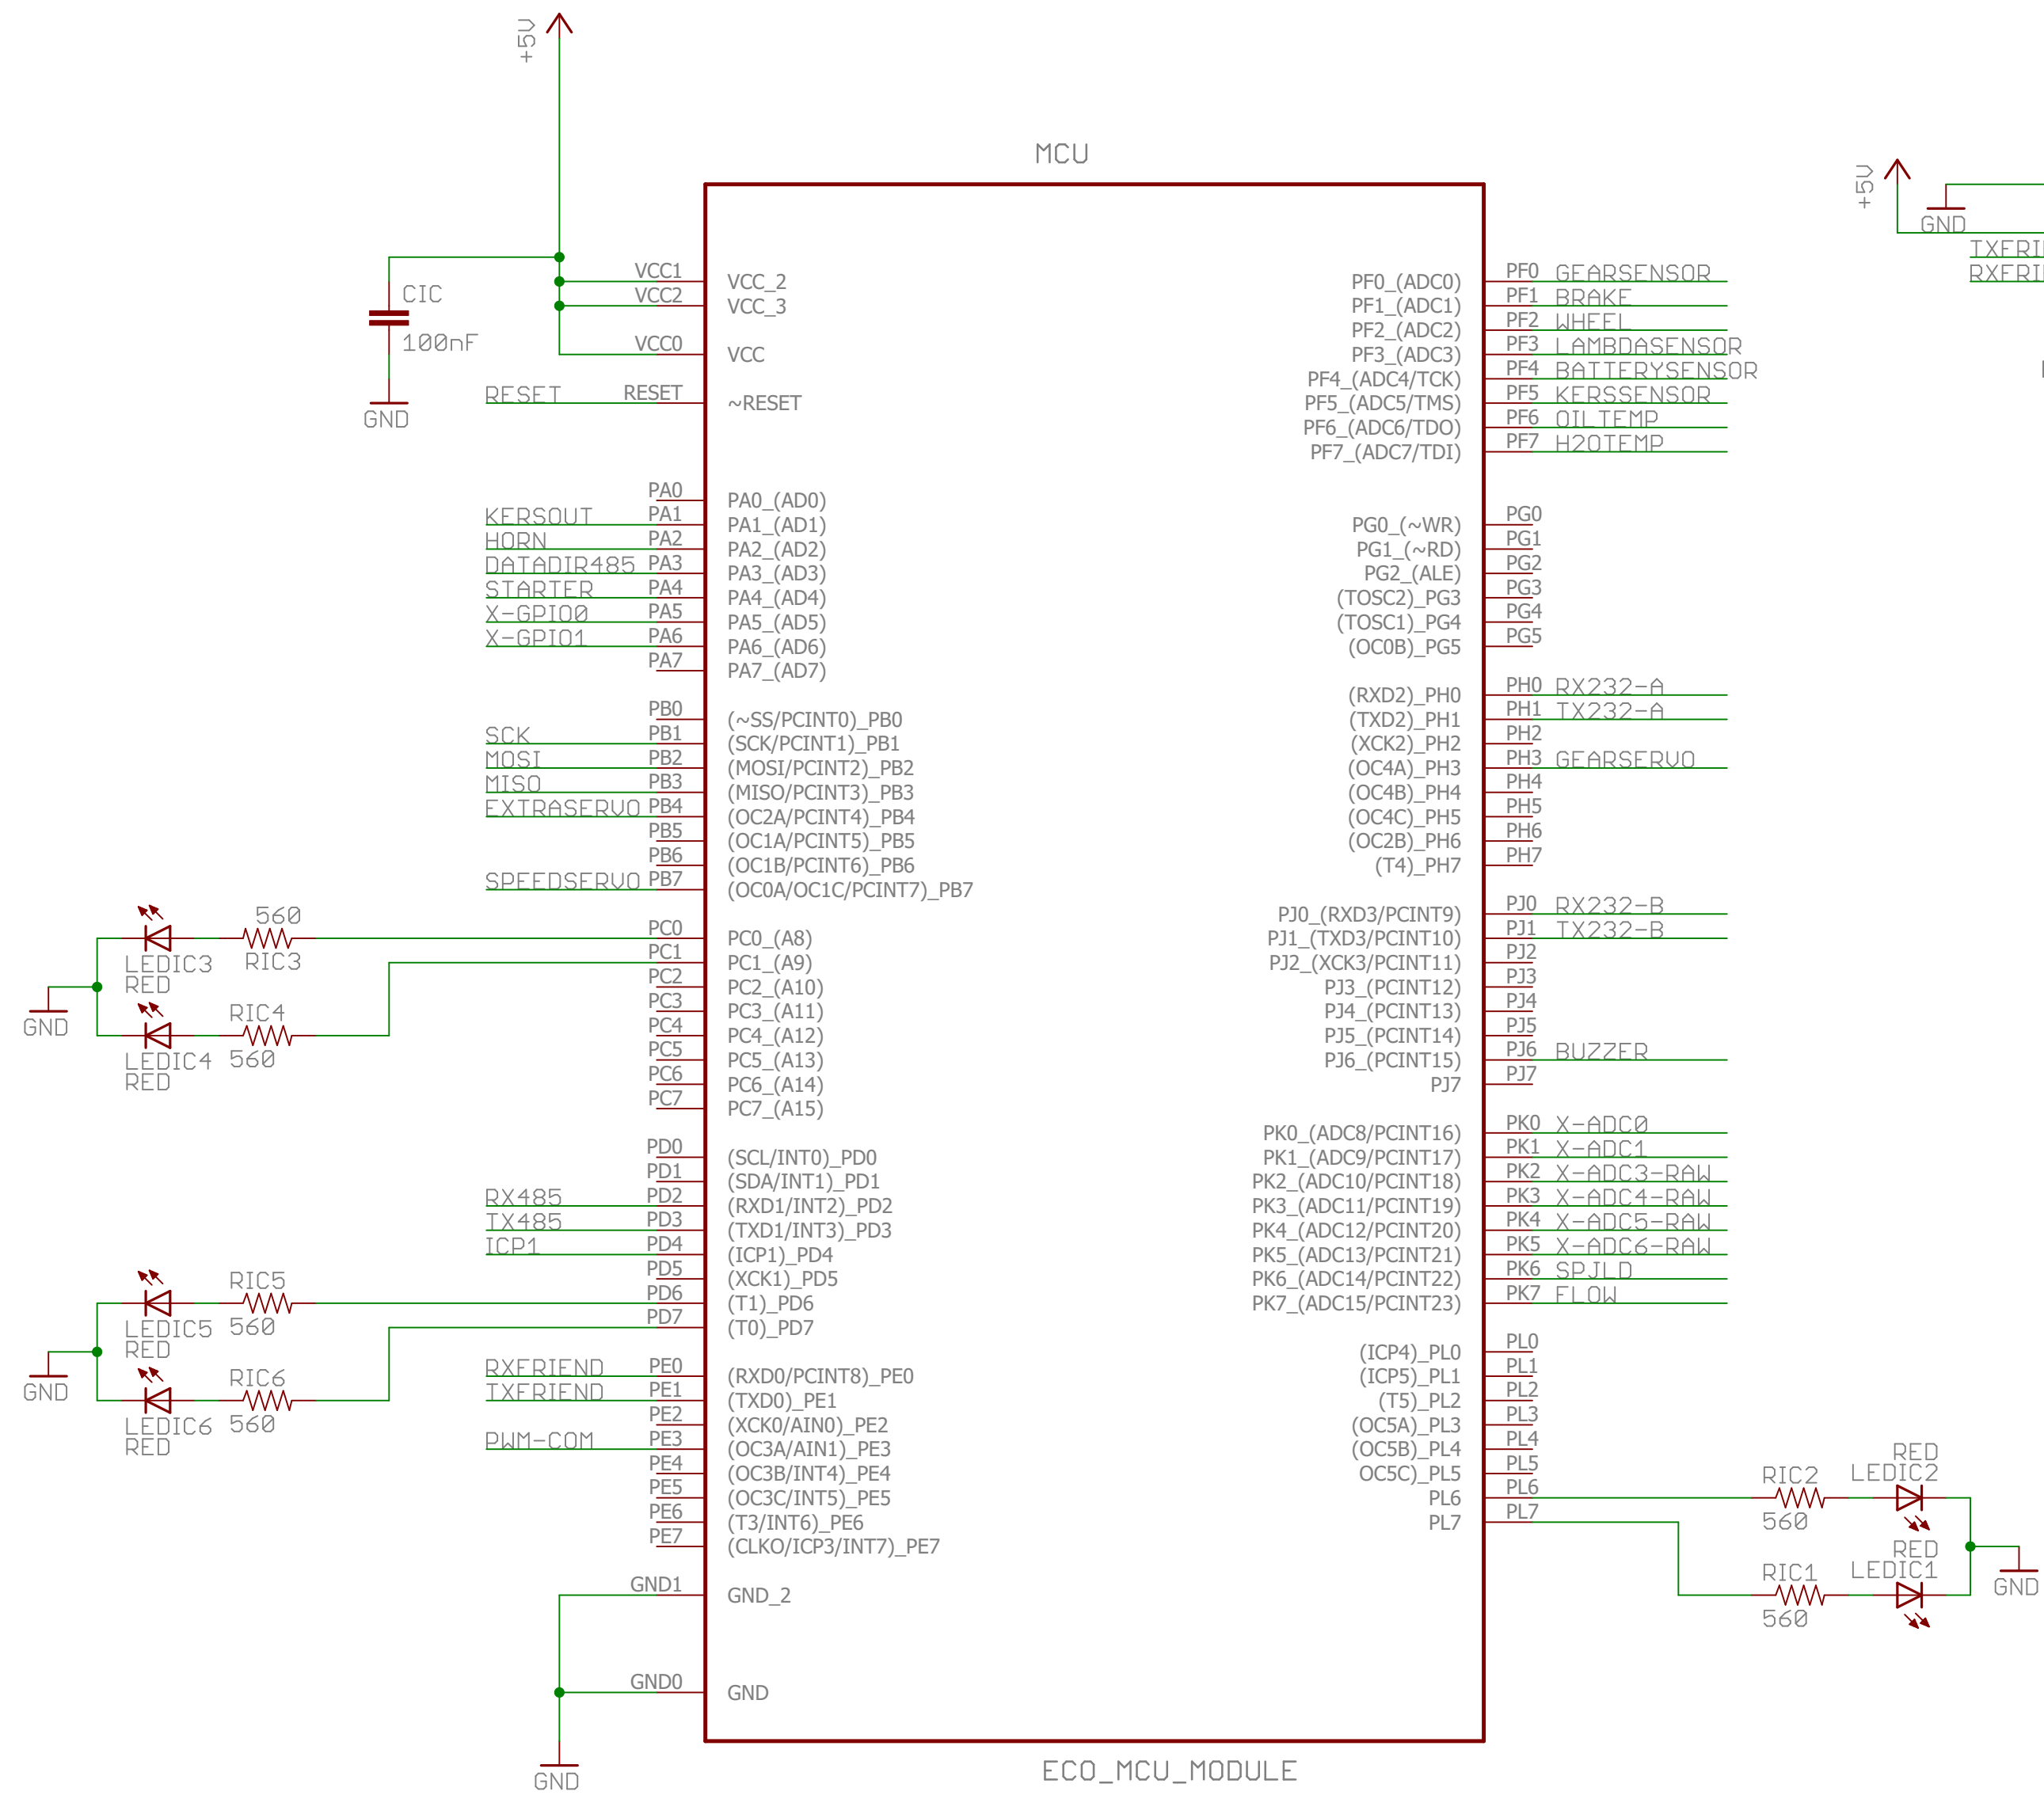 +5V
MCU
+5V
GND
CIC
100nF
GND
VCC1 VCC_2
VCC2 VCC_3
VCC0 VCC
RESET RESET ~RESET
PA0 PA0_(AD0)
KERSOUT PA1 PA1_(AD1)
HORN PA2 PA2_(AD2)
DATADIR485 PA3 PA3_(AD3)
STARTER PA4 PA4_(AD4)
X-GPIO0 PA5 PA5_(AD5)
X-GPIO1 PA6 PA6_(AD6)
PA7 PA7_(AD7)
PB0 (~SS/PCINT0)_PB0
SCK PB1 (SCK/PCINT1)_PB1
MOSI PB2 (MOSI/PCINT2)_PB2
MISO PB3 (MISO/PCINT3)_PB3
EXTRASERVO PB4 (OC2A/PCINT4)_PB4
PB5 (OC1A/PCINT5)_PB5
PB6 (OC1B/PCINT6)_PB6
SPEEDSERVO PB7 (OC0A/OC1C/PCINT7)_PB7
560
RIC3
LEDIC3
RED
GND
RIC4
560
LEDIC4
RED
PC0 PC0_(A8)
PC1 PC1_(A9)
PC2 PC2_(A10)
PC3 PC3_(A11)
PC4 PC4_(A12)
PC5 PC5_(A13)
PC6 PC6_(A14)
PC7 PC7_(A15)
PD0 (SCL/INT0)_PD0
PD1 (SDA/INT1)_PD1
RX485 PD2 (RXD1/INT2)_PD2
TX485 PD3 (TXD1/INT3)_PD3
ICP1 PD4 (ICP1)_PD4
PD5 (XCK1)_PD5
PD6 (T1)_PD6
PD7 (T0)_PD7
RIC5
560
LEDIC5
RED
GND
RIC6
560
LEDIC6
RED
RXFRIEND PE0 (RXD0/PCINT8)_PE0
TXFRIEND PE1 (TXD0)_PE1
PE2 (XCK0/AIN0)_PE2
PWM-COM PE3 (OC3A/AIN1)_PE3
PE4 (OC3B/INT4)_PE4
PE5 (OC3C/INT5)_PE5
PE6 (T3/INT6)_PE6
PE7 (CLKO/ICP3/INT7)_PE7
GND1 GND_2
GND0 GND
GND
PF0_(ADC0) PF0 GEARSENSOR
PF1_(ADC1) PF1 BRAKE
PF2_(ADC2) PF2 WHEEL
PF3_(ADC3) PF3 LAMBDASENSOR
PF4_(ADC4/TCK) PF4 BATTERYSENSOR
PF5_(ADC5/TMS) PF5 KERSSENSOR
PF6_(ADC6/TDO) PF6 OILTEMP
PF7_(ADC7/TDI) PF7 H2OTEMP
PG0_(~WR) PG0
PG1_(~RD) PG1
PG2_(ALE) PG2
(TOSC2)_PG3 PG3
(TOSC1)_PG4 PG4
(OC0B)_PG5 PG5
(RXD2)_PH0 PH0 RX232-A
(TXD2)_PH1 PH1 TX232-A
(XCK2)_PH2 PH2
(OC4A)_PH3 PH3 GEARSERVO
(OC4B)_PH4 PH4
(OC4C)_PH5 PH5
(OC2B)_PH6 PH6
(T4)_PH7 PH7
PJ0_(RXD3/PCINT9) PJ0 RX232-B
PJ1_(TXD3/PCINT10) PJ1 TX232-B
PJ2_(XCK3/PCINT11) PJ2
PJ3_(PCINT12) PJ3
PJ4_(PCINT13) PJ4
PJ5_(PCINT14) PJ5
PJ6_(PCINT15) PJ6 BUZZER
PJ7 PJ7
PK0_(ADC8/PCINT16) PK0 X-ADC0
PK1_(ADC9/PCINT17) PK1 X-ADC1
PK2_(ADC10/PCINT18) PK2 X-ADC3-RAW
PK3_(ADC11/PCINT19) PK3 X-ADC4-RAW
PK4_(ADC12/PCINT20) PK4 X-ADC5-RAW
PK5_(ADC13/PCINT21) PK5 X-ADC6-RAW
PK6_(ADC14/PCINT22) PK6 SPJLD
PK7_(ADC15/PCINT23) PK7 FLOW
(ICP4)_PL0 PL0
(ICP5)_PL1 PL1
(T5)_PL2 PL2
(OC5A)_PL3 PL3
(OC5B)_PL4 PL4
OC5C)_PL5 PL5
PL6 PL6
PL7 PL7
RED
RIC2 LEDIC2
560
RED
RIC1 LEDIC1
560
GND
ECO_MCU_MODULE